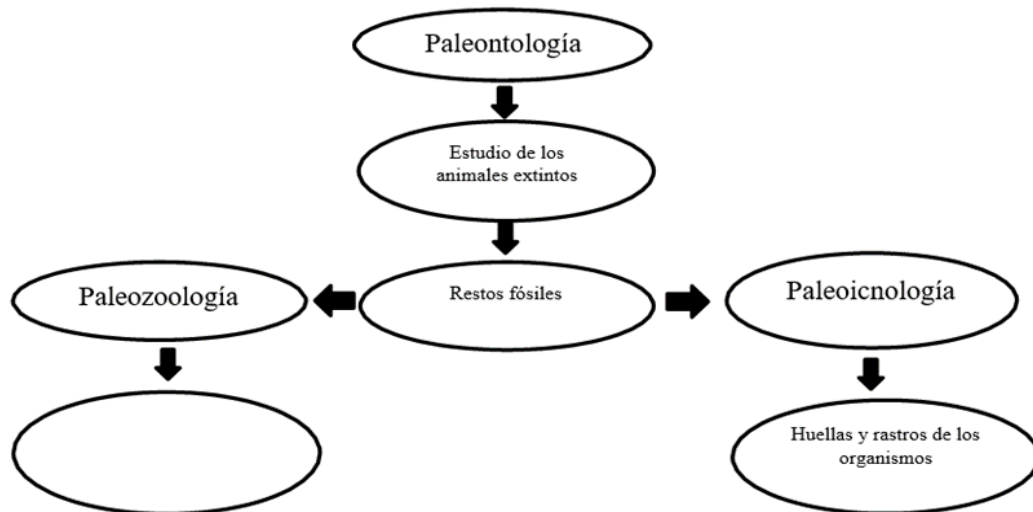 Paleontología
Estudio de los
animales extintos
Restos fósiles
Paleozoología
Paleoicnología
Huellas y rastros de los
organismos